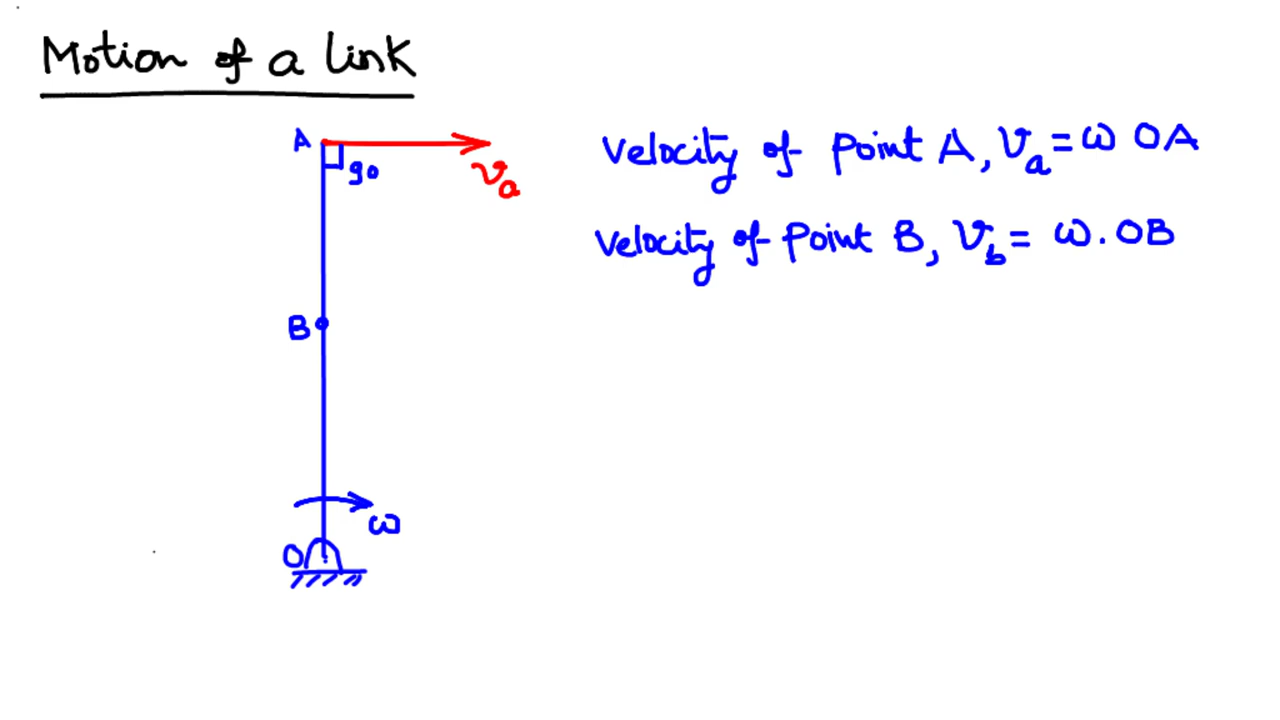 Motion of a link
A
90
Va
Velocity of Point A, Va = ω OA
Velocity of Point B, Vb = ω. OB
B
ω
O